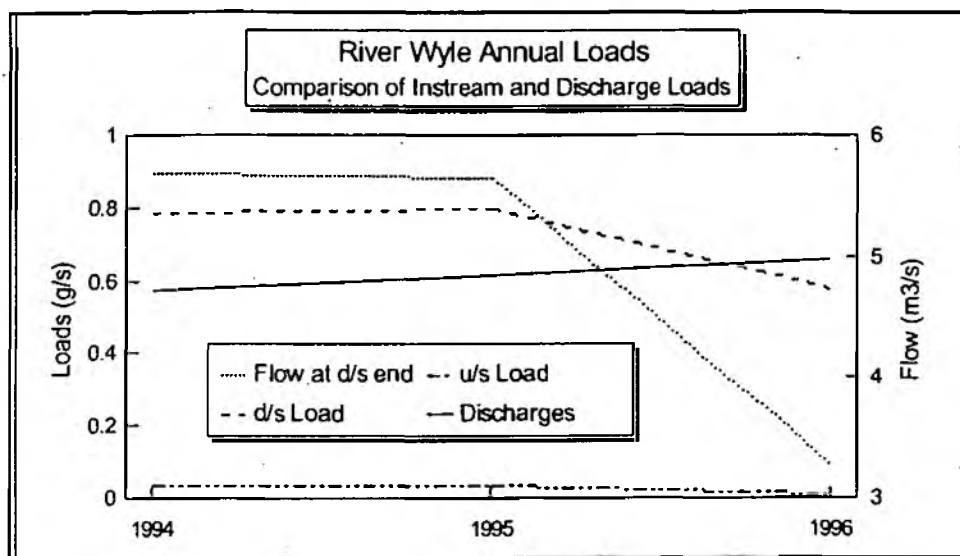 River Wyle Annual Loads
Comparison of Instream and Discharge Loads
Loads (g/s)
1
0.8
0.6
0.4
0.2
0
Flow (m3/s)
6
5
4
3
Flow at d/s end
u/s Load
d/s Load
Discharges
1994
1995
1996